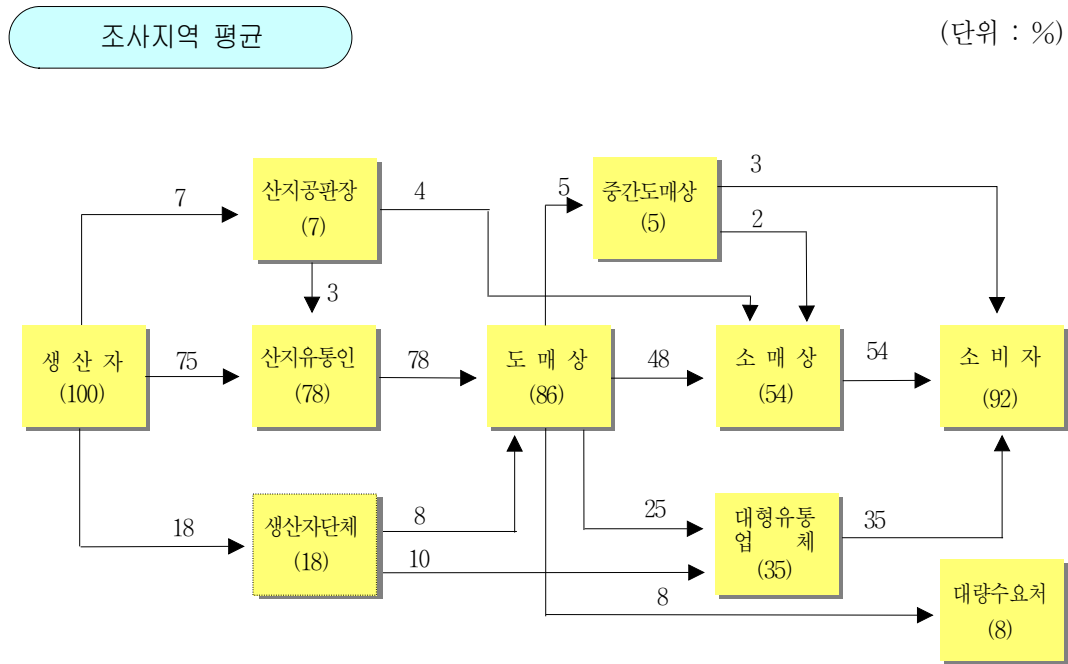 조사지역 평균
(단위 : %)
산지공판장
(7)
중간도매상
(5)
7
4
5
3
2
3
생 산 자
(100)
75
산지유통인
(78)
78
도 매 상
(86)
48
소 매 상
(54)
54
소 비 자
(92)
18
생산자단체
(18)
8
10
25
대형유통
업 체
(35)
35
8
대량수요처
(8)